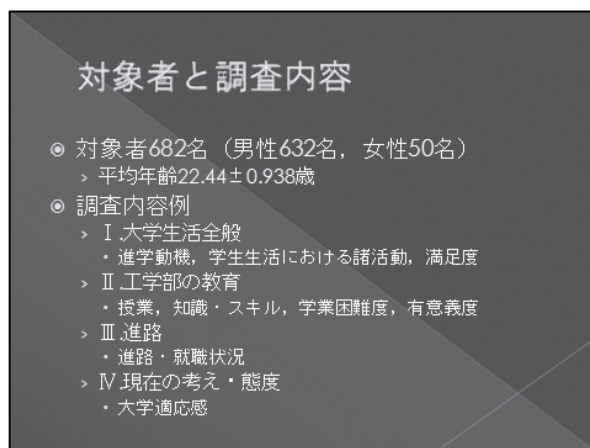 対象者と調査内容
対象者682名（男性632名，女性50名）
平均年齢22.44±0.938歳
調査内容例
Ⅰ.大学生活全般
・進学動機，学生生活における諸活動，満足度
Ⅱ.工学部の教育
・授業，知識・スキル，学業困難度，有意義度
Ⅲ.進路
・進路・就職状況
Ⅳ.現在の考え・態度
・大学適応感